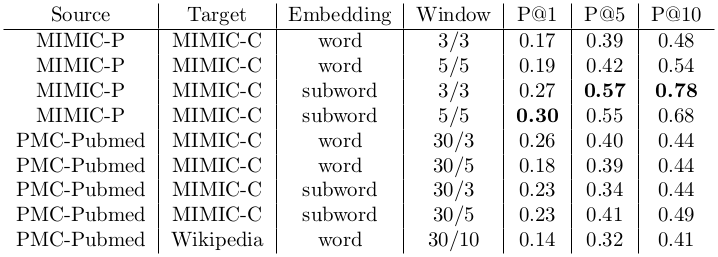 Source Target Embedding Window P@1 P@5 P@10
MIMIC-P MIMIC-C word 3/3 0.17 0.39 0.48
MIMIC-P MIMIC-C word 5/5 0.19 0.42 0.54
MIMIC-P MIMIC-C subword 3/3 0.27 0.57 0.78
MIMIC-P MIMIC-C subword 5/5 0.30 0.55 0.68
PMC-Pubmed MIMIC-C word 30/3 0.26 0.40 0.44
PMC-Pubmed MIMIC-C word 30/5 0.18 0.39 0.44
PMC-Pubmed MIMIC-C subword 30/3 0.23 0.34 0.44
PMC-Pubmed MIMIC-C subword 30/5 0.23 0.41 0.49
PMC-Pubmed Wikipedia word 30/10 0.14 0.32 0.41